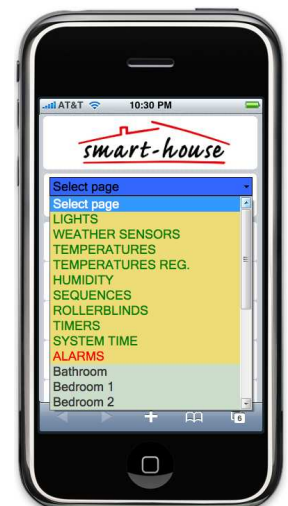 AT&T 10:30 PM
smart-house
Select page
Select page
LIGHTS
WEATHER SENSORS
TEMPERATURES
TEMPERATURES REG.
HUMIDITY
SEQUENCES
ROLLERBLINDS
TIMERS
SYSTEM TIME
ALARMS
Bathroom
Bedroom 1
Bedroom 2
6